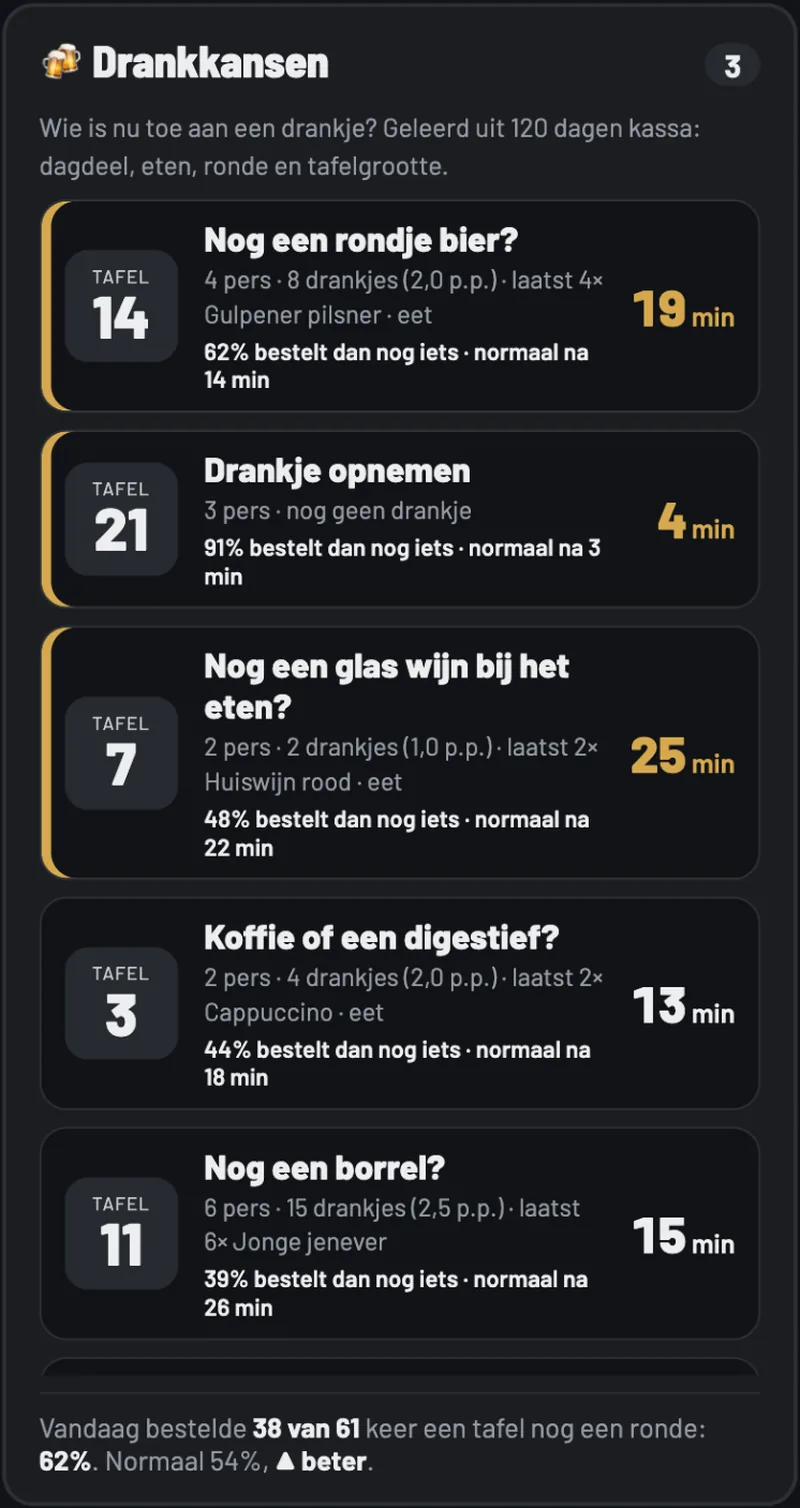 🍻 Drankkansen
3
Wie is nu toe aan een drankje? Geleerd uit 120 dagen kassa:
dagdeel, eten, ronde en tafelgrootte.
TAFEL
14
Nog een rondje bier?
4 pers · 8 drankjes (2,0 p.p.) · laatst 4×
Gulpener pilsner · eet
62% bestelt dan nog iets · normaal na
14 min
19 min
TAFEL
21
Drankje opnemen
3 pers · nog geen drankje
91% bestelt dan nog iets · normaal na 3
min
4 min
TAFEL
7
Nog een glas wijn bij het
eten?
2 pers · 2 drankjes (1,0 p.p.) · laatst 2×
Huiswijn rood · eet
48% bestelt dan nog iets · normaal na
22 min
25 min
TAFEL
3
Koffie of een digestief?
2 pers · 4 drankjes (2,0 p.p.) · laatst 2×
Cappuccino · eet
44% bestelt dan nog iets · normaal na
18 min
13 min
TAFEL
11
Nog een borrel?
6 pers · 15 drankjes (2,5 p.p.) · laatst
6× Jonge jenever
39% bestelt dan nog iets · normaal na
26 min
15 min
Vandaag bestelde 38 van 61 keer een tafel nog een ronde:
62%. Normaal 54%, ▲ beter.